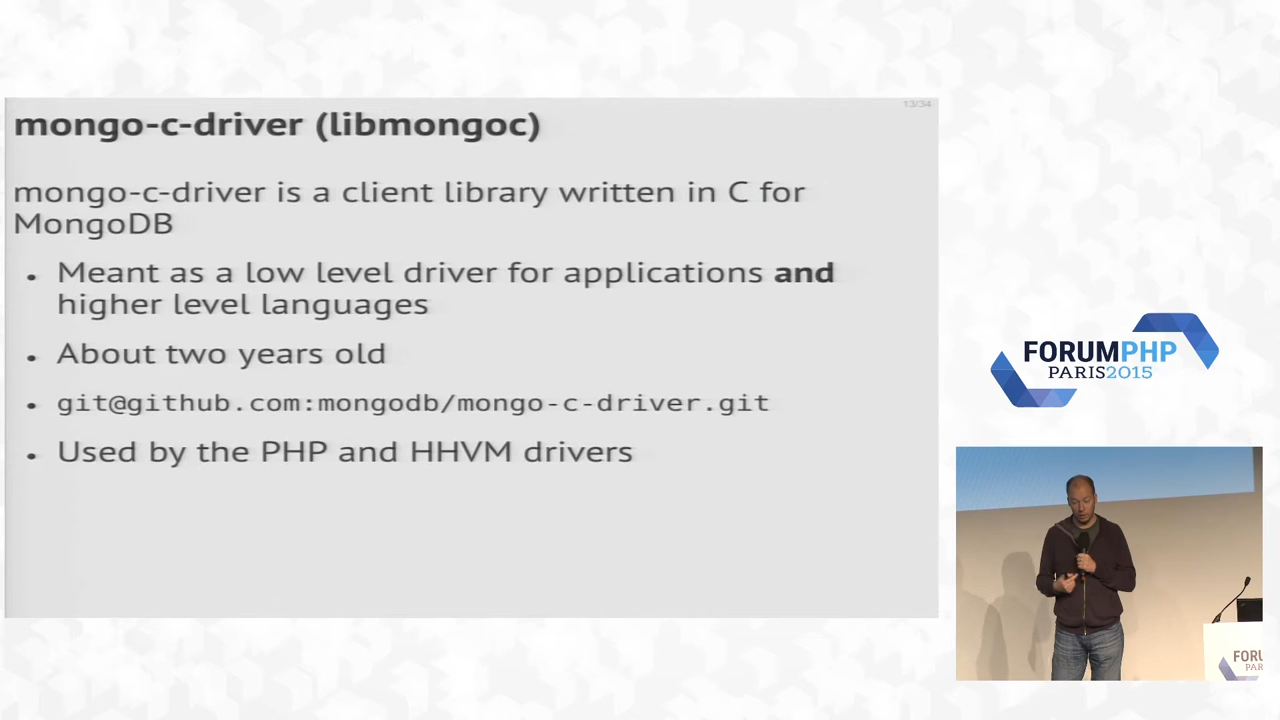 13/34
mongo-c-driver (libmongoc)
mongo-c-driver is a client library written in C for
MongoDB
• Meant as a low level driver for applications and
higher level languages
• About two years old
• git@github.com:mongodb/mongo-c-driver.git
• Used by the PHP and HHVM drivers
FORUMPHP
PARIS2015
FORU
PAR